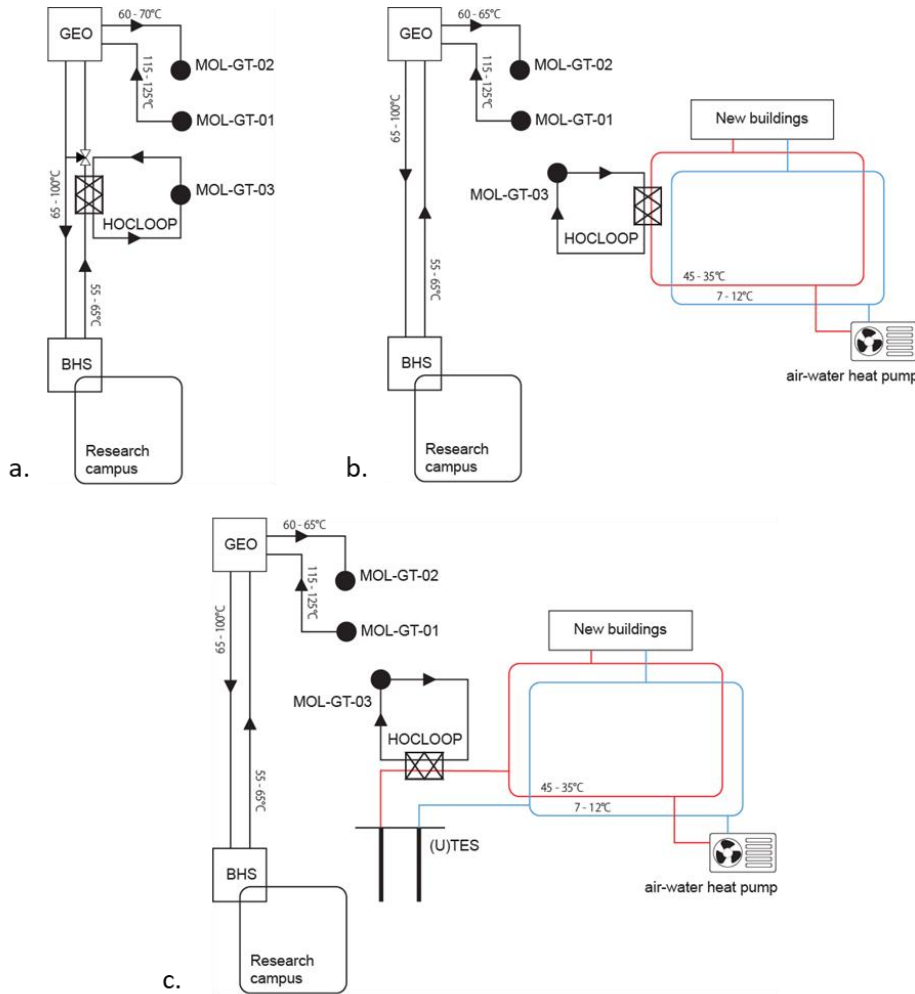 60 - 70°C
GEO
MOL-GT-02
115 - 125°C
MOL-GT-01
65 - 100°C
MOL-GT-03
HOCLOOP
55 - 65°C
BHS
Research
campus
a.
60 - 65°C
GEO
MOL-GT-02
115 - 125°C
MOL-GT-01
65 - 100°C
New buildings
MOL-GT-03
HOCLOOP
55 - 65°C
45 - 35°C
7 - 12°C
BHS
air-water heat pump
Research
campus
b.
60 - 65°C
GEO
MOL-GT-02
115 - 125°C
MOL-GT-01
65 - 100°C
New buildings
MOL-GT-03
HOCLOOP
55 - 65°C
45 - 35°C
7 - 12°C
(U)TES
BHS
air-water heat pump
Research
campus
c.